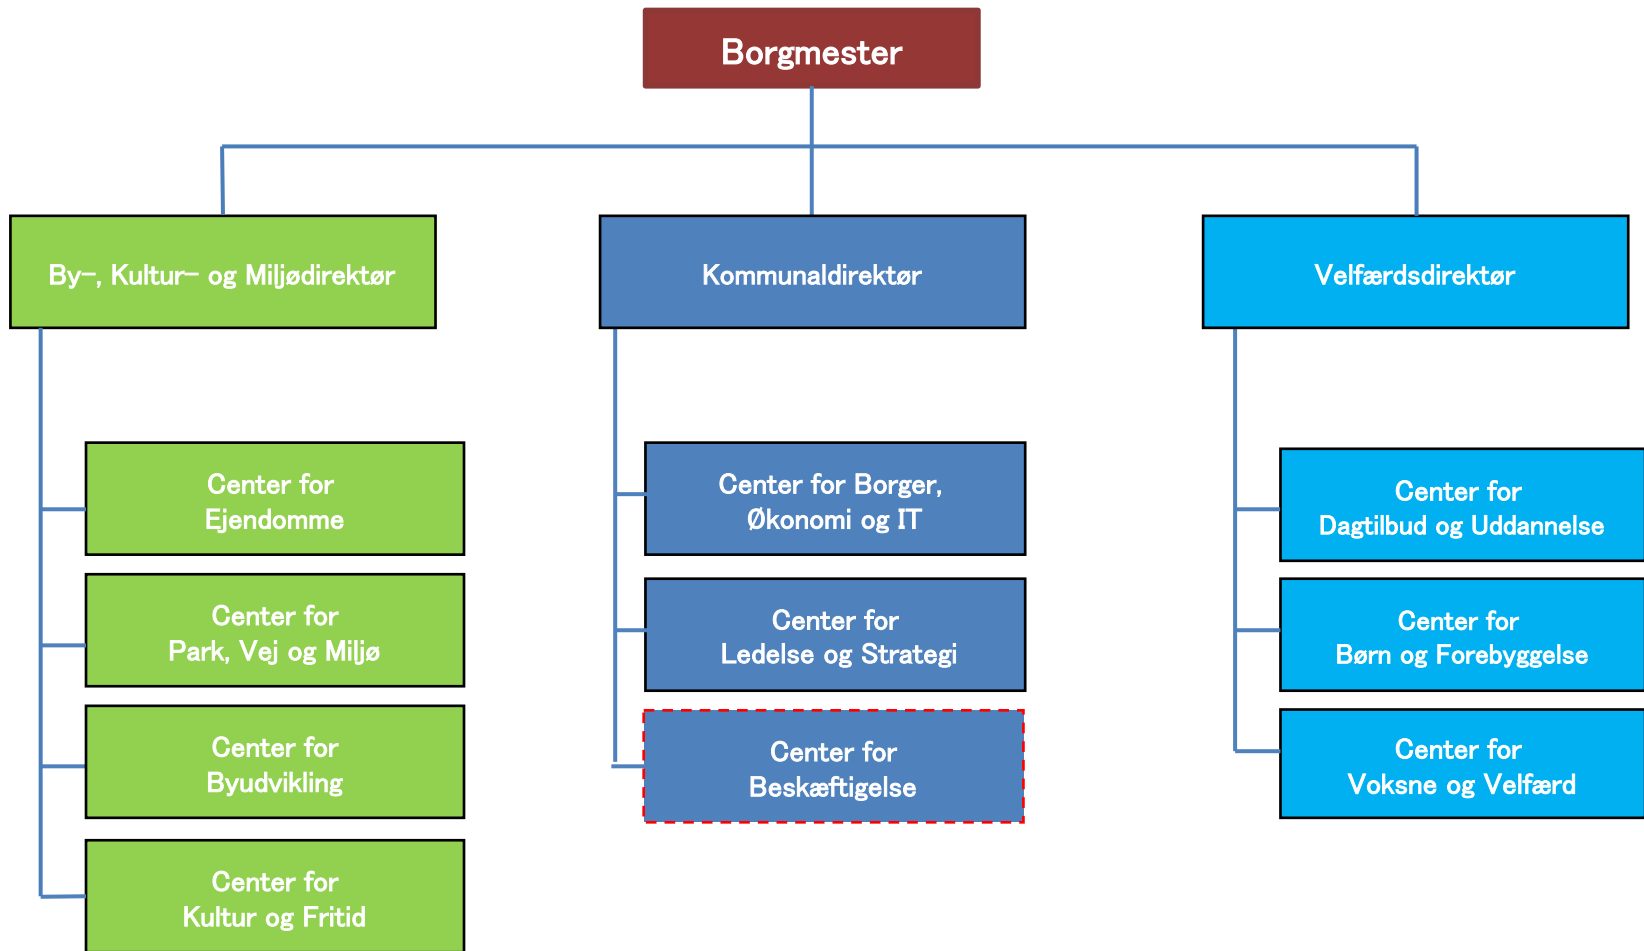 Borgmester
By-, Kultur- og Miljødirektør
Kommunaldirektør
Velfærdsdirektør
Center for
Ejendomme
Center for
Park, Vej og Miljø
Center for
Byudvikling
Center for
Kultur og Fritid
Center for Borger,
Økonomi og IT
Center for
Ledelse og Strategi
Center for
Beskæftigelse
Center for
Dagtilbud og Uddannelse
Center for
Børn og Forebyggelse
Center for
Voksne og Velfærd